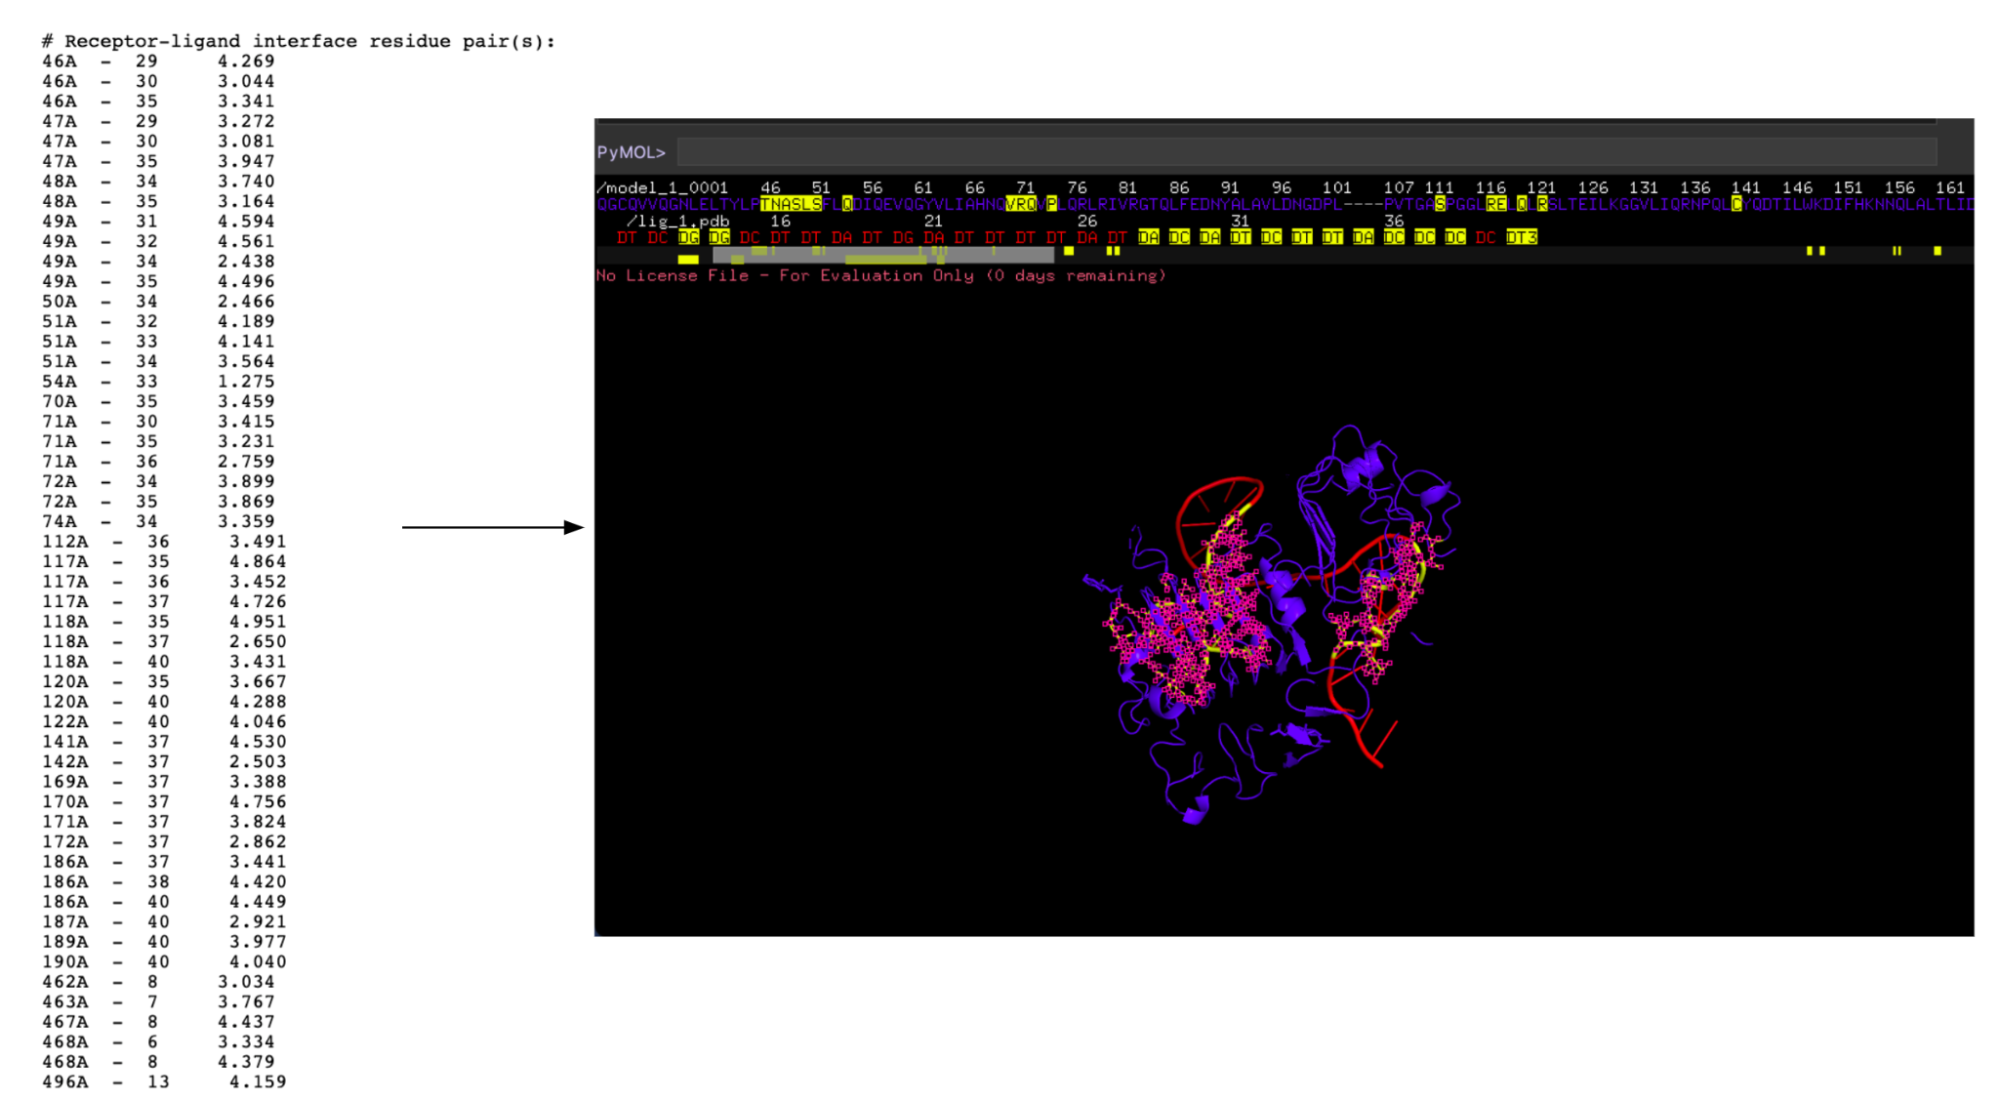 # Receptor-ligand interface residue pair(s):
46A - 29 4.269
46A - 30 3.044
46A - 35 3.341
47A - 29 3.272
47A - 30 3.081
47A - 35 3.947
48A - 34 3.740
48A - 35 3.164
49A - 31 4.594
49A - 32 4.561
49A - 34 2.438
49A - 35 4.496
50A - 34 2.466
51A - 32 4.189
51A - 33 4.141
51A - 34 3.564
54A - 33 1.275
70A - 35 3.459
71A - 30 3.415
71A - 35 3.231
71A - 36 2.759
72A - 34 3.899
72A - 35 3.869
74A - 34 3.359
112A - 36 3.491
117A - 35 4.864
117A - 36 3.452
117A - 37 4.726
118A - 35 4.951
118A - 37 2.650
118A - 40 3.431
120A - 35 3.667
120A - 40 4.288
122A - 40 4.046
141A - 37 4.530
142A - 37 2.503
169A - 37 3.388
170A - 37 4.756
171A - 37 3.824
172A - 37 2.862
186A - 37 3.441
186A - 38 4.420
186A - 40 4.449
187A - 40 2.921
189A - 40 3.977
190A - 40 4.040
462A - 8 3.034
463A - 7 3.767
467A - 8 4.437
468A - 6 3.334
468A - 8 4.379
496A - 13 4.159
PyMOL>
/model_1_0001 46 51 56 61 66 71 76 81 86 91 96 101 107 111 116 121 126 131 136 141 146 151 156 161
QGCQVVQGNLELTYLPTNASLSFLQDIQEVQGYVLIAHNQVRQVPLQRLRIVRGTQLFEDNYALAVLDNGDPL----PVTGASPGGLRELQLRSLTEILKGGVLIQRNPQLCYQDTILWKDIFHKNNQLALTLID
/lig_1.pdb 16 21 26 31 36
DT DC DG DG DC DT DT DA DT DG DA DT DT DT DT DA DT DA DC DA DT DC DT DT DA DC DC DC DC DT3
No License File - For Evaluation Only (0 days remaining)